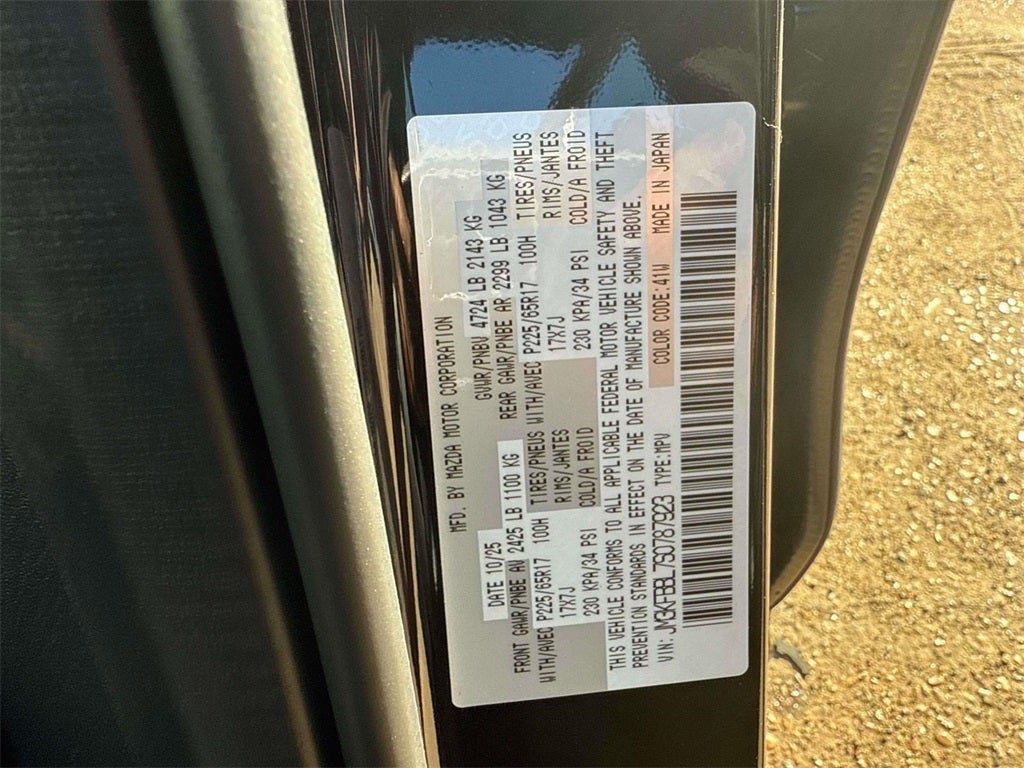 MFD. BY MAZDA MOTOR CORPORATION
DATE 10/25 GVWR/PNBV 4724 LB 2143 KG
FRONT GAWR/PNBE AV 2425 LB 1100 KG REAR GAWR/PNBE AR 2299 LB 1043 KG
WITH/AVEC P225/65R17 100H TIRES/PNEUS WITH/AVEC P225/65R17 100H TIRES/PNEUS
17X7J RIMS/JANTES 17X7J RIMS/JANTES
230 KPA/34 PSI COLD/A FROID 230 KPA/34 PSI COLD/A FROID
THIS VEHICLE CONFORMS TO ALL APPLICABLE FEDERAL MOTOR VEHICLE SAFETY AND THEFT
PREVENTION STANDARDS IN EFFECT ON THE DATE OF MANUFACTURE SHOWN ABOVE.
VIN: JM3KFBBL7S0787923 TYPE:MPV COLOR CODE:41W MADE IN JAPAN